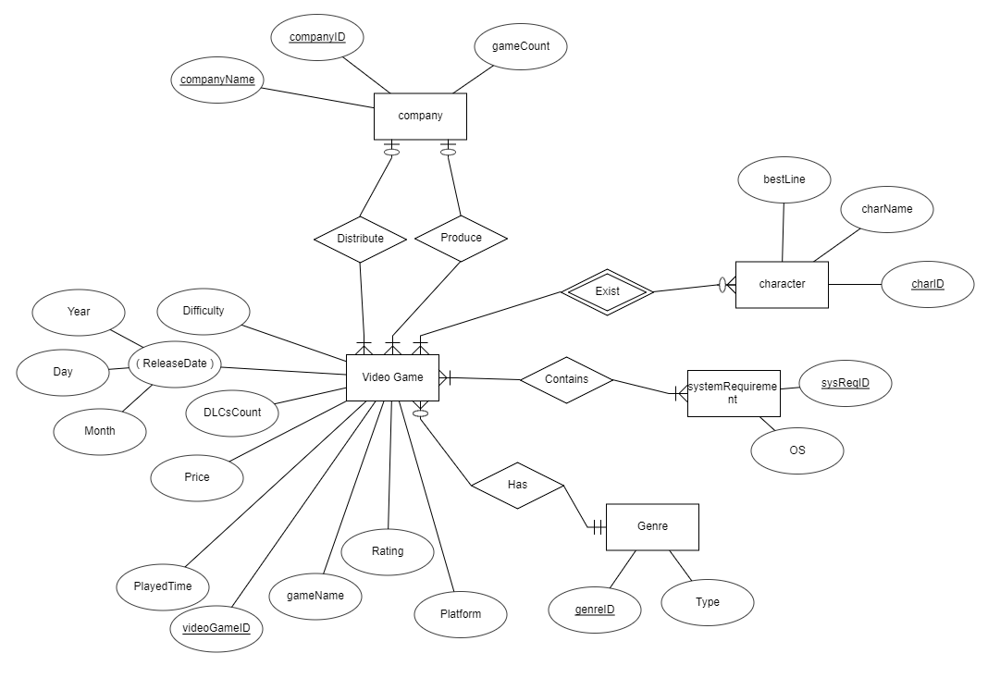 companyID
gameCount
companyName
company
bestLine
charName
Distribute
Produce
charID
character
Exist
Year
Difficulty
( ReleaseDate )
Day
Video Game
Contains
systemRequireme
nt
sysReqID
DLCsCount
Month
OS
Price
Has
Genre
Rating
PlayedTime
gameName
Platform
genreID
Type
videoGameID